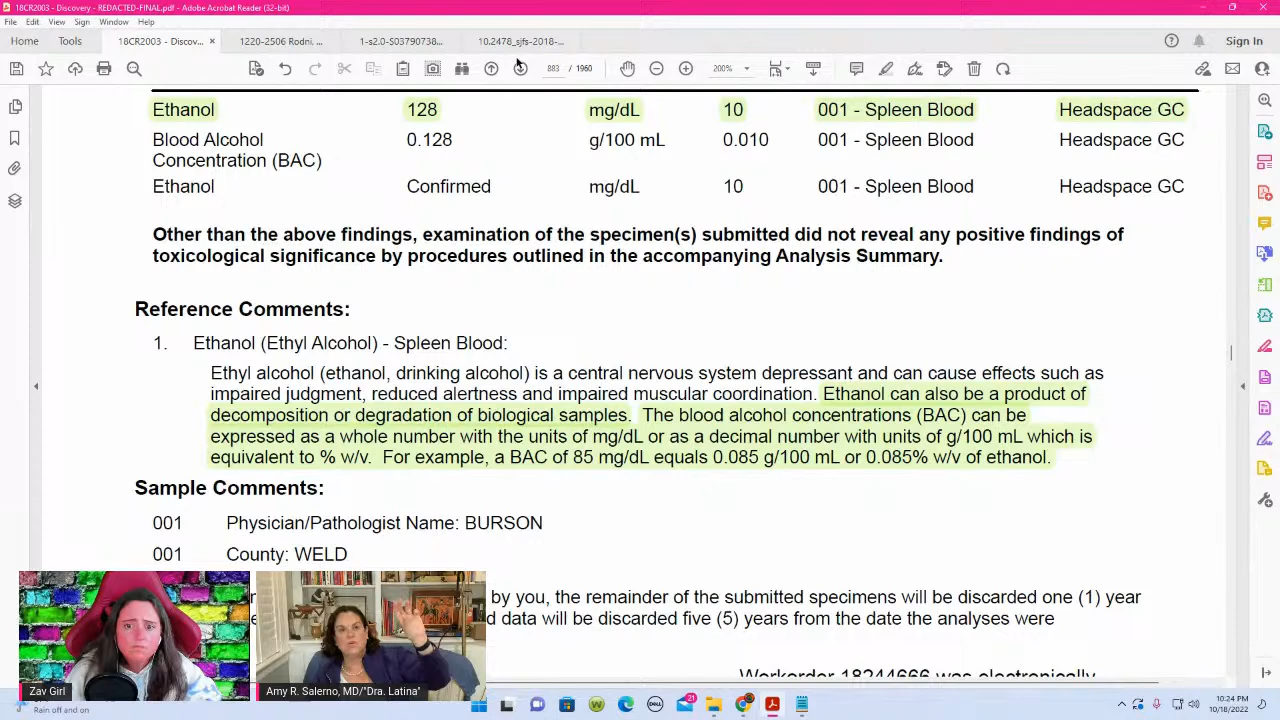 18CR2003 - Discovery - REDACTED-FINAL.pdf - Adobe Acrobat Reader (32-bit)
File Edit View Sign Window Help
Home Tools 18CR2003 - Discov... × 1220-2506 Rodni... 1-s2.0-S03790738... 10.2478_sjfs-2018-... Sign In
883 / 1960 200%
Ethanol 128 mg/dL 10 001 - Spleen Blood Headspace GC
Blood Alcohol 0.128 g/100 mL 0.010 001 - Spleen Blood Headspace GC
Concentration (BAC)
Ethanol Confirmed mg/dL 10 001 - Spleen Blood Headspace GC
Other than the above findings, examination of the specimen(s) submitted did not reveal any positive findings of
toxicological significance by procedures outlined in the accompanying Analysis Summary.
Reference Comments:
1. Ethanol (Ethyl Alcohol) - Spleen Blood:
Ethyl alcohol (ethanol, drinking alcohol) is a central nervous system depressant and can cause effects such as
impaired judgment, reduced alertness and impaired muscular coordination. Ethanol can also be a product of
decomposition or degradation of biological samples. The blood alcohol concentrations (BAC) can be
expressed as a whole number with the units of mg/dL or as a decimal number with units of g/100 mL which is
equivalent to % w/v. For example, a BAC of 85 mg/dL equals 0.085 g/100 mL or 0.085% w/v of ethanol.
Sample Comments:
001 Physician/Pathologist Name: BURSON
001 County: WELD
by you, the remainder of the submitted specimens will be discarded one (1) year
data will be discarded five (5) years from the date the analyses were
Workorder 18244666 was electronically
Zav Girl
Amy R. Salerno, MD/"Dra. Latina"
Rain off and on
21
10:24 PM
10/18/2022